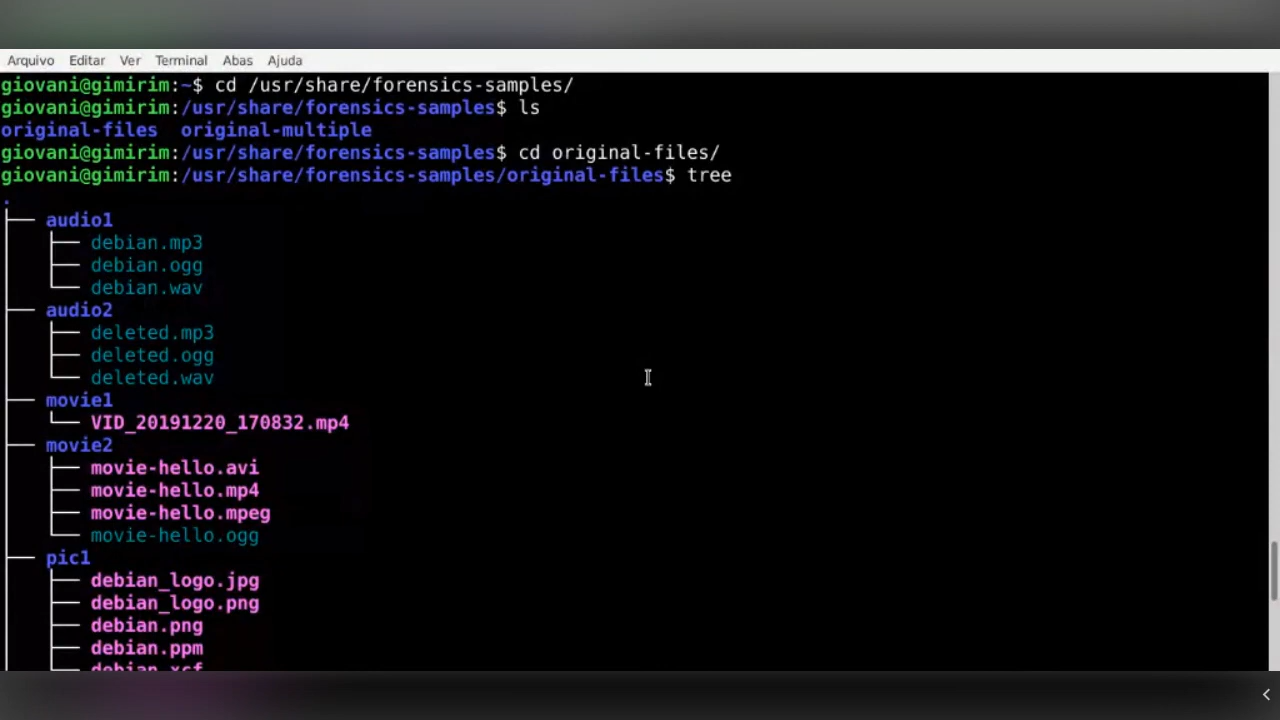 Arquivo Editar Ver Terminal Abas Ajuda
giovani@gimirim:~$ cd /usr/share/forensics-samples/
giovani@gimirim:/usr/share/forensics-samples$ ls
original-files  original-multiple
giovani@gimirim:/usr/share/forensics-samples$ cd original-files/
giovani@gimirim:/usr/share/forensics-samples/original-files$ tree
.
├── audio1
│   ├── debian.mp3
│   ├── debian.ogg
│   └── debian.wav
├── audio2
│   ├── deleted.mp3
│   ├── deleted.ogg
│   └── deleted.wav
├── movie1
│   └── VID_20191220_170832.mp4
├── movie2
│   ├── movie-hello.avi
│   ├── movie-hello.mp4
│   ├── movie-hello.mpeg
│   └── movie-hello.ogg
├── pic1
│   ├── debian_logo.jpg
│   ├── debian_logo.png
│   ├── debian.png
│   ├── debian.ppm
│   ├── debian.xcf